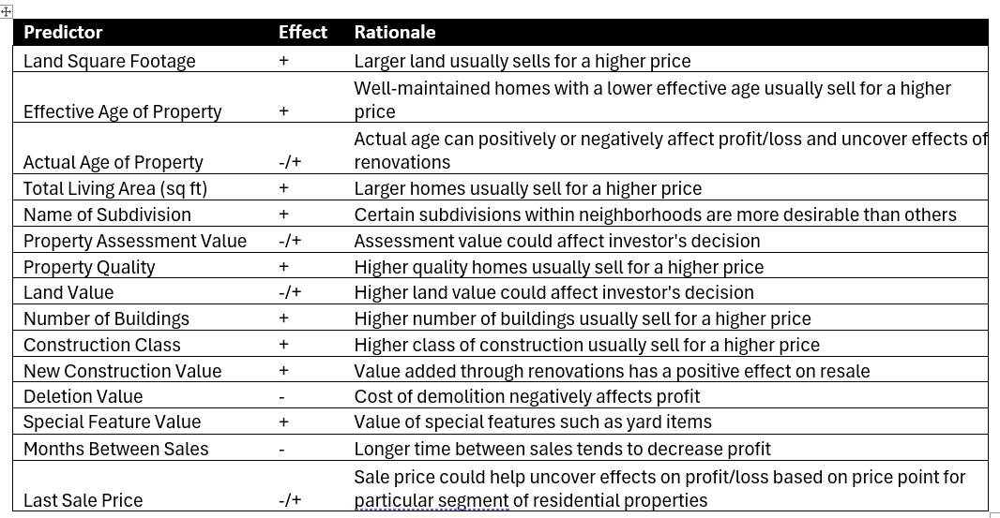 Predictor Effect Rationale
Land Square Footage + Larger land usually sells for a higher price
Well-maintained homes with a lower effective age usually sell for a higher
Effective Age of Property + price
Actual age can positively or negatively affect profit/loss and uncover effects of
Actual Age of Property -/+ renovations
Total Living Area (sq ft) + Larger homes usually sell for a higher price
Name of Subdivision + Certain subdivisions within neighborhoods are more desirable than others
Property Assessment Value -/+ Assessment value could affect investor's decision
Property Quality + Higher quality homes usually sell for a higher price
Land Value -/+ Higher land value could affect investor's decision
Number of Buildings + Higher number of buildings usually sell for a higher price
Construction Class + Higher class of construction usually sell for a higher price
New Construction Value + Value added through renovations has a positive effect on resale
Deletion Value - Cost of demolition negatively affects profit
Special Feature Value + Value of special features such as yard items
Months Between Sales - Longer time between sales tends to decrease profit
Sale price could help uncover effects on profit/loss based on price point for
Last Sale Price -/+ particular segment of residential properties